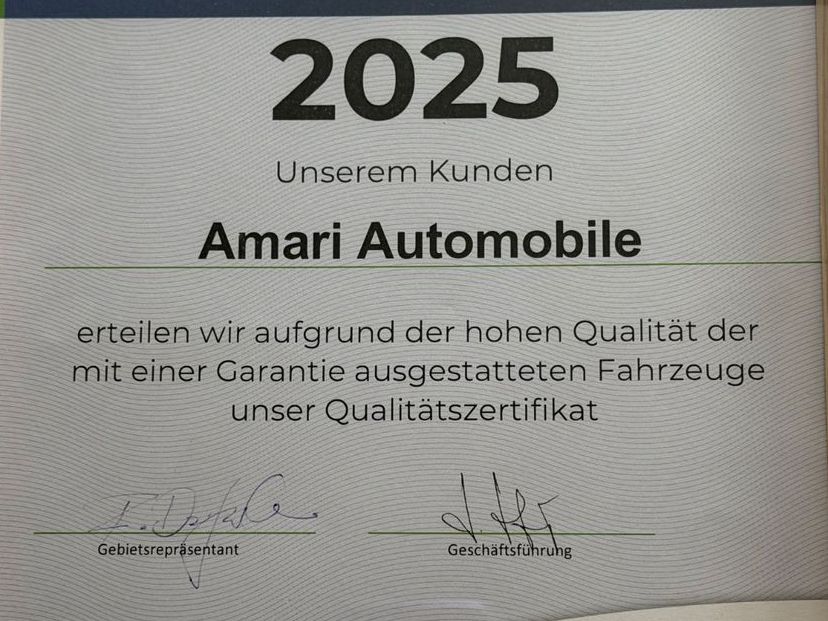 2025
Unserem Kunden
Amari Automobile
erteilen wir aufgrund der hohen Qualität der
mit einer Garantie ausgestatteten Fahrzeuge
unser Qualitätszertifikat
Gebietsrepräsentant
Geschäftsführung